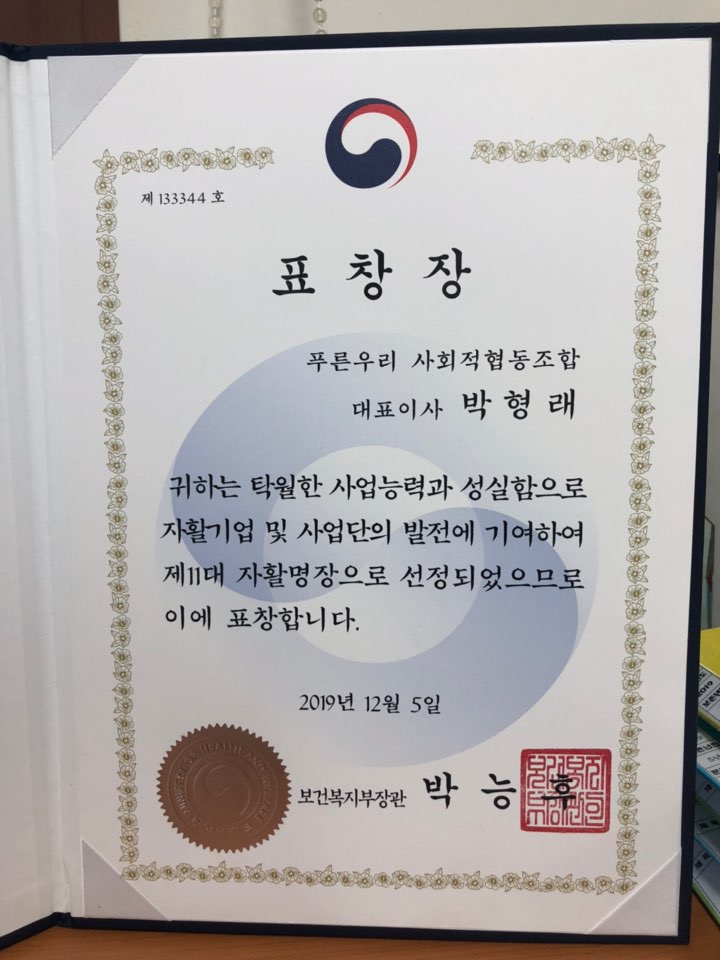 제 133344 호
표 창 장
푸른우리 사회적협동조합
대표이사 박 형 래
귀하는 탁월한 사업능력과 성실함으로
자활기업 및 사업단의 발전에 기여하여
제11대 자활명장으로 선정되었으므로
이에 표창합니다.
2019년 12월 5일
보건복지부장관 박 능 후